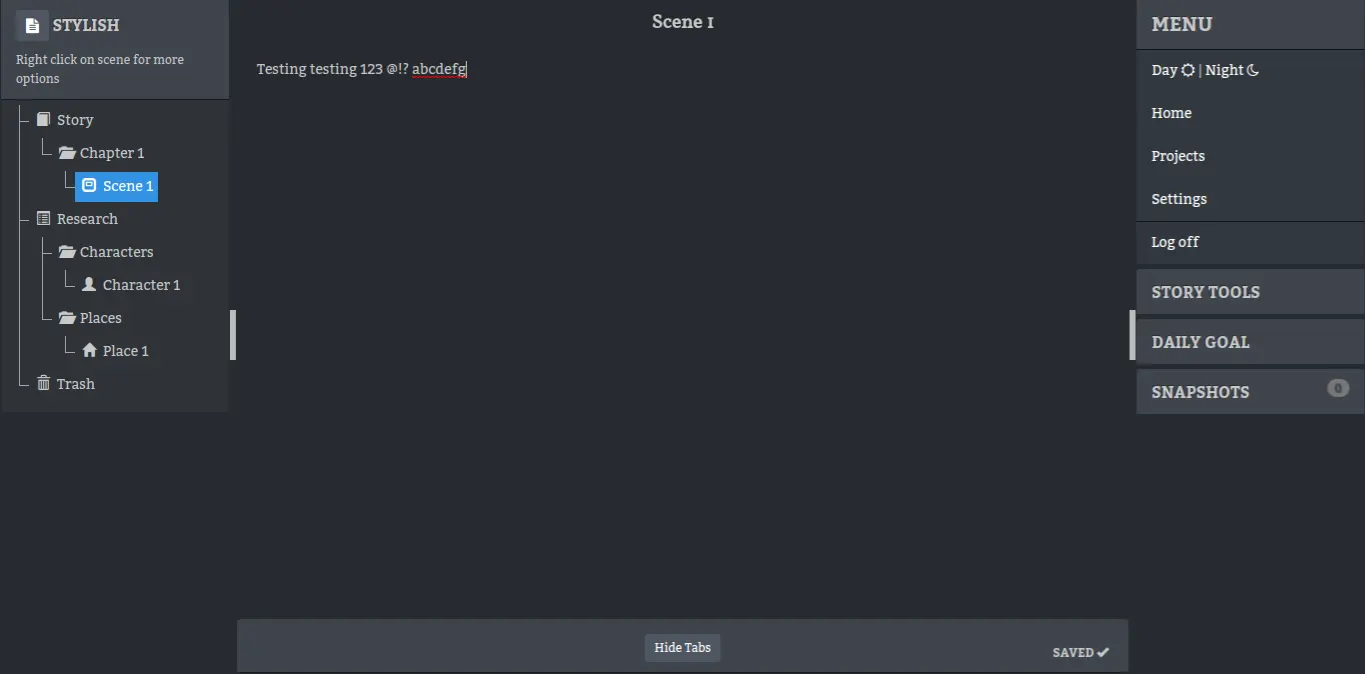 STYLISH
Right click on scene for more
options
Story
Chapter 1
Scene 1
Research
Characters
Character 1
Places
Place 1
Trash
Scene 1
Testing testing 123 @!? abcdefg
Hide Tabs
SAVED
MENU
Day | Night
Home
Projects
Settings
Log off
STORY TOOLS
DAILY GOAL
SNAPSHOTS 0